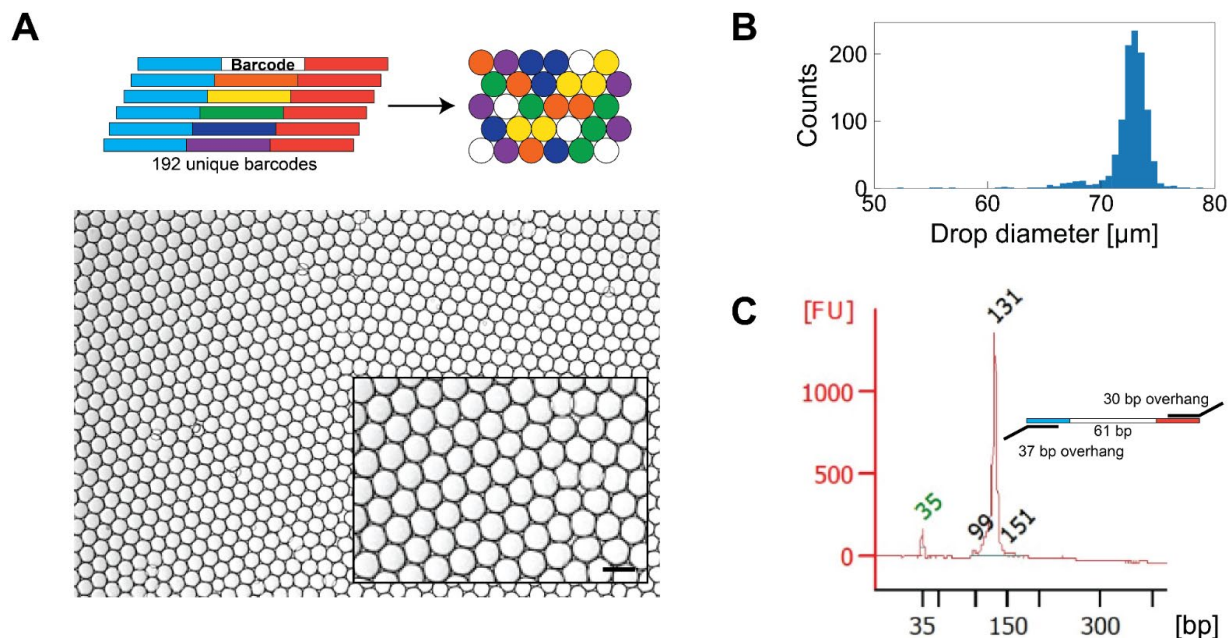 A
Barcode
192 unique barcodes
B
Counts
200
100
0
50
60
70
80
Drop diameter [µm]
C
[FU]
1000
500
0
35
99
131
151
30 bp overhang
61 bp
37 bp overhang
35
150
300
[bp]